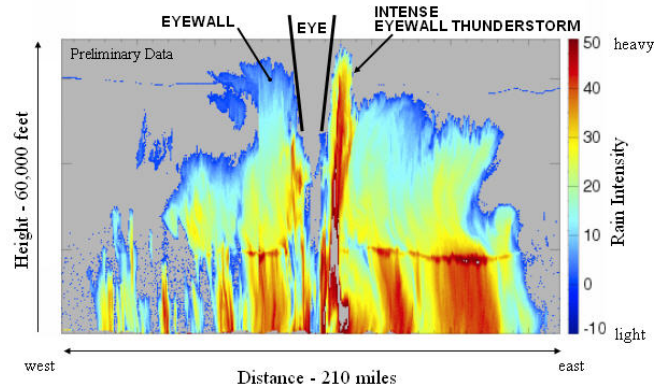 EYEWALL
EYE
INTENSE
EYEWALL THUNDERSTORM
Preliminary Data
Height - 60,000 feet
50
40
30
20
10
0
-10
heavy
Rain Intensity
light
west
Distance - 210 miles
east